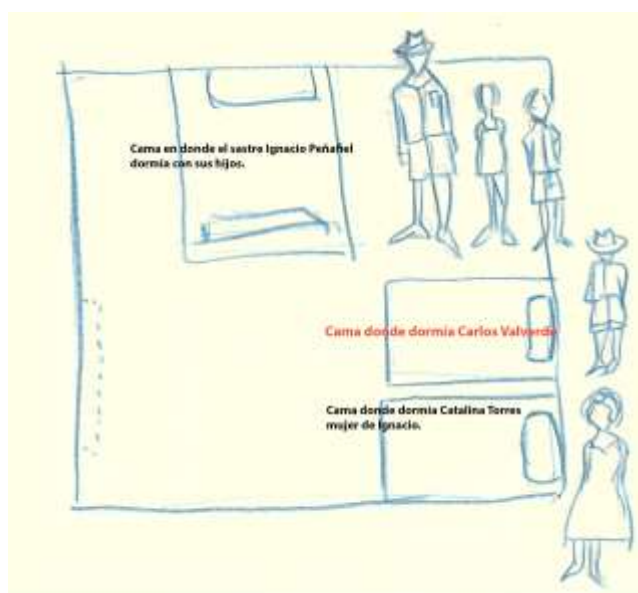 Cama en donde el sastre Ignacio Peñafiel
dormía con sus hijos.
Cama donde dormía Carlos Valverde
Cama donde dormía Catalina Torres
mujer de Ignacio.